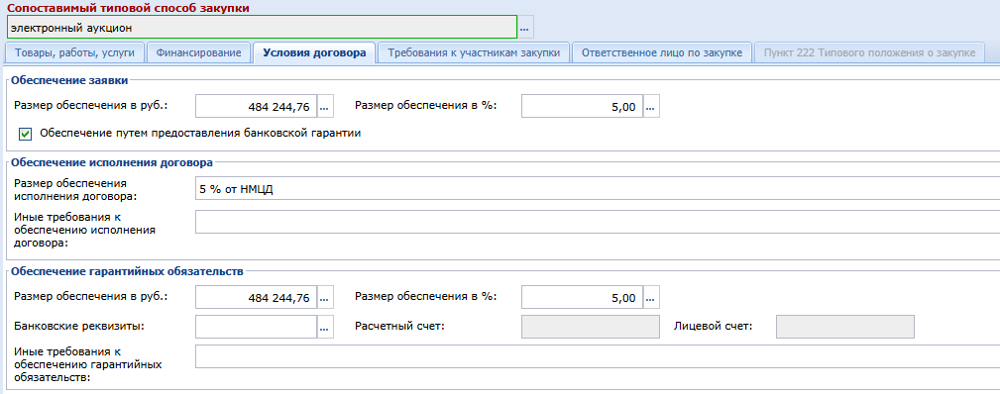 Сопоставимый типовой способ закупки
электронный аукцион ...
Товары, работы, услуги Финансирование Условия договора Требования к участникам закупки Ответственное лицо по закупке Пункт 222 Типового положения о закупке
Обеспечение заявки
Размер обеспечения в руб.: 484 244,76 ... Размер обеспечения в %: 5,00 ...
Обеспечение путем предоставления банковской гарантии
Обеспечение исполнения договора
Размер обеспечения
исполнения договора: 5 % от НМЦД
Иные требования к
обеспечению исполнения
договора:
Обеспечение гарантийных обязательств
Размер обеспечения в руб.: 484 244,76 ... Размер обеспечения в %: 5,00 ...
Банковские реквизиты: ... Расчетный счет: Лицевой счет:
Иные требования к
обеспечению гарантийных
обязательств: